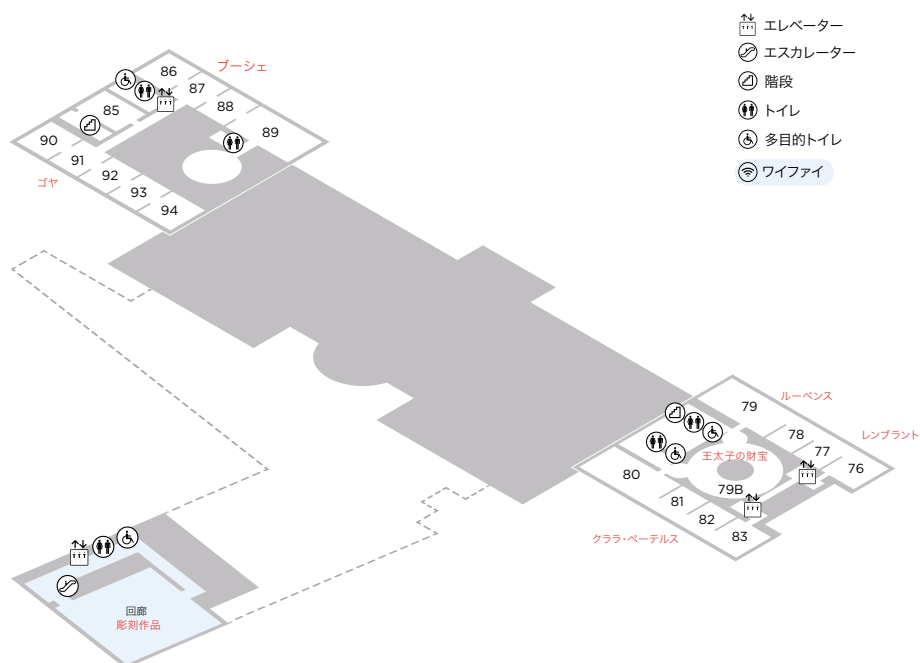 エレベーター
エスカレーター
階段
トイレ
多目的トイレ
ワイファイ
ブーシェ
86
87
88
89
85
90
91
92
93
94
ゴヤ
ルーベンス
レンブラント
79
78
77
76
王太子の財宝
79B
80
81
82
83
クララ・ペーテルス
回廊
彫刻作品